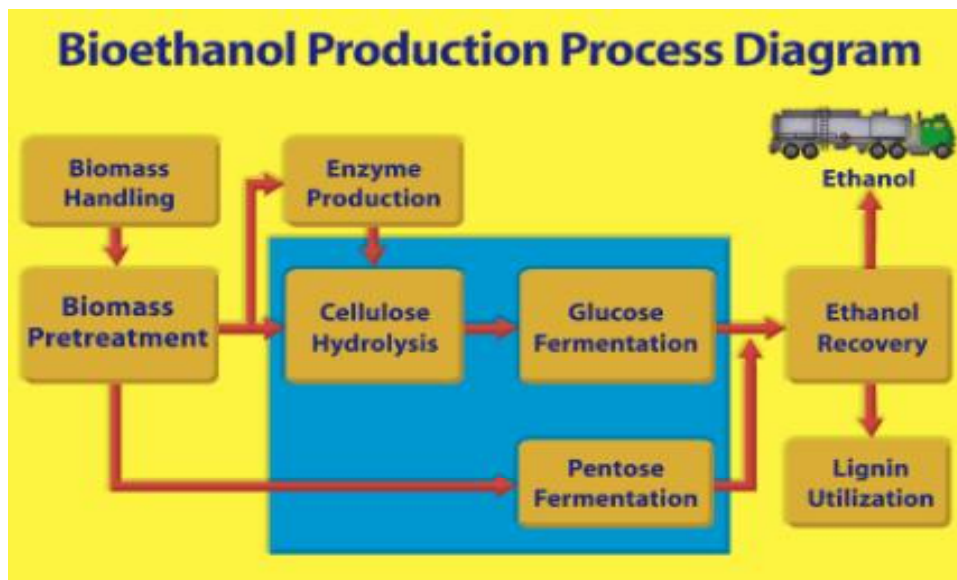 Bioethanol Production Process Diagram
Biomass
Handling
Enzyme
Production
Ethanol
Biomass
Pretreatment
Cellulose
Hydrolysis
Glucose
Fermentation
Ethanol
Recovery
Pentose
Fermentation
Lignin
Utilization